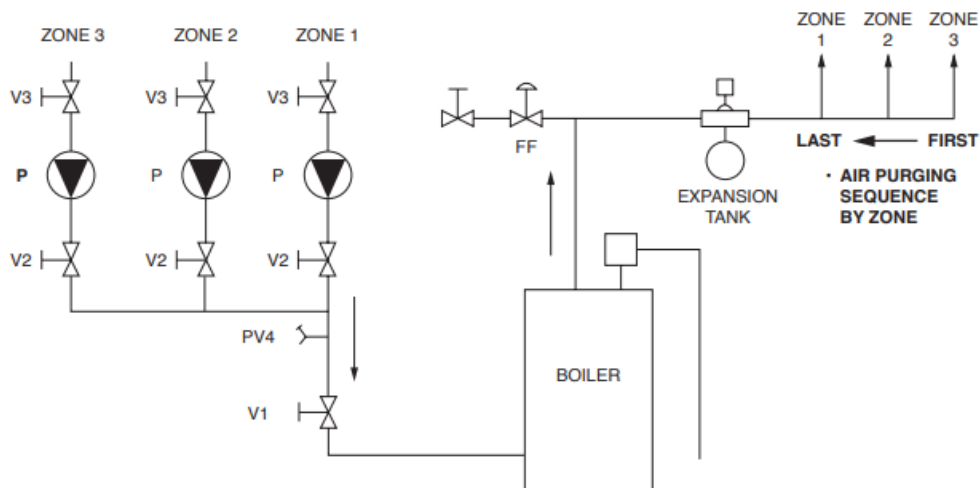 ZONE 3
ZONE 2
ZONE 1
ZONE
1
ZONE
2
ZONE
3
V3
V3
V3
FF
LAST
FIRST
P
P
P
EXPANSION
TANK
• AIR PURGING
SEQUENCE
BY ZONE
V2
V2
V2
PV4
BOILER
V1